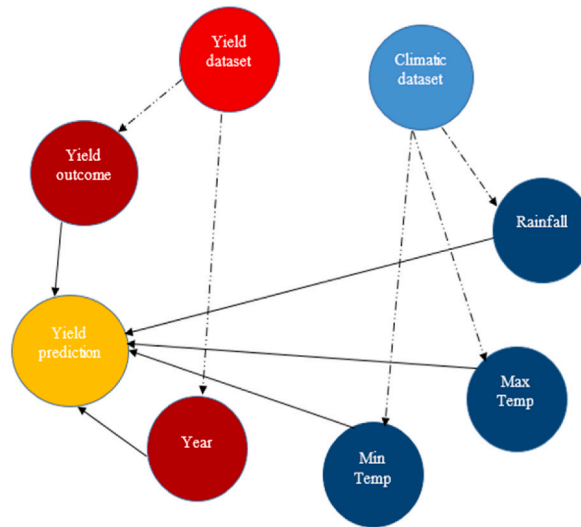 Yield
dataset
Climatic
dataset
Yield
outcome
Rainfall
Yield
prediction
Max
Temp
Year
Min
Temp